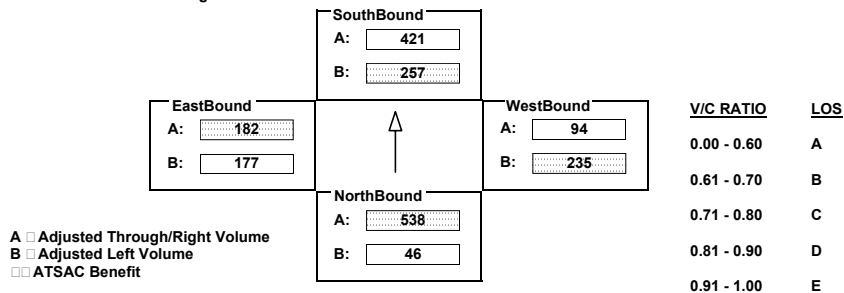 SouthBound
A: 421
B: 257
EastBound
A: 182
B: 177
WestBound
A: 94
B: 235
NorthBound
A: 538
B: 46
A □ Adjusted Through/Right Volume
B □ Adjusted Left Volume
□□ ATSAC Benefit
V/C RATIO LOS
0.00 - 0.60 A
0.61 - 0.70 B
0.71 - 0.80 C
0.81 - 0.90 D
0.91 - 1.00 E